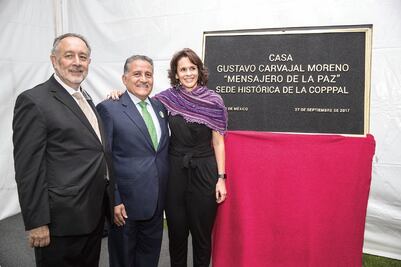 CASA
GUSTAVO CARVAJAL MORENO
"MENSAJERO DE LA PAZ"
SEDE HISTÓRICA DE LA COPPPAL
DE MÉXICO 27 DE SEPTIEMBRE DE 2017